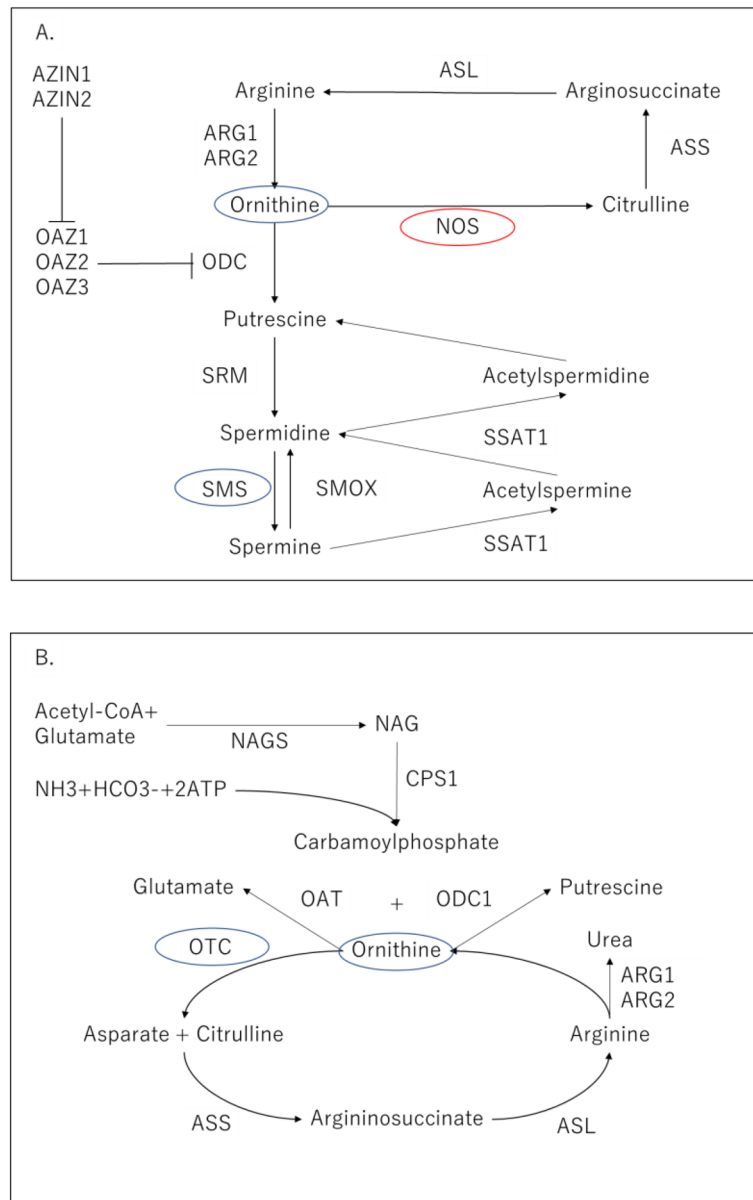 A.
AZIN1
AZIN2
Arginine
ASL
Arginosuccinate
ARG1
ARG2
ASS
Ornithine
NOS
Citrulline
OAZ1
OAZ2
OAZ3
ODC
Putrescine
SRM
Acetylspermidine
Spermidine
SSAT1
SMS
SMOX
Acetylspermine
Spermine
SSAT1
B.
Acetyl-CoA+
Glutamate
NAGS
NAG
CPS1
NH3+HCO3-+2ATP
Carbamoylphosphate
Glutamate
OAT
+
ODC1
Putrescine
OTC
Ornithine
Urea
ARG1
ARG2
Asparate + Citrulline
Arginine
ASS
Argininosuccinate
ASL